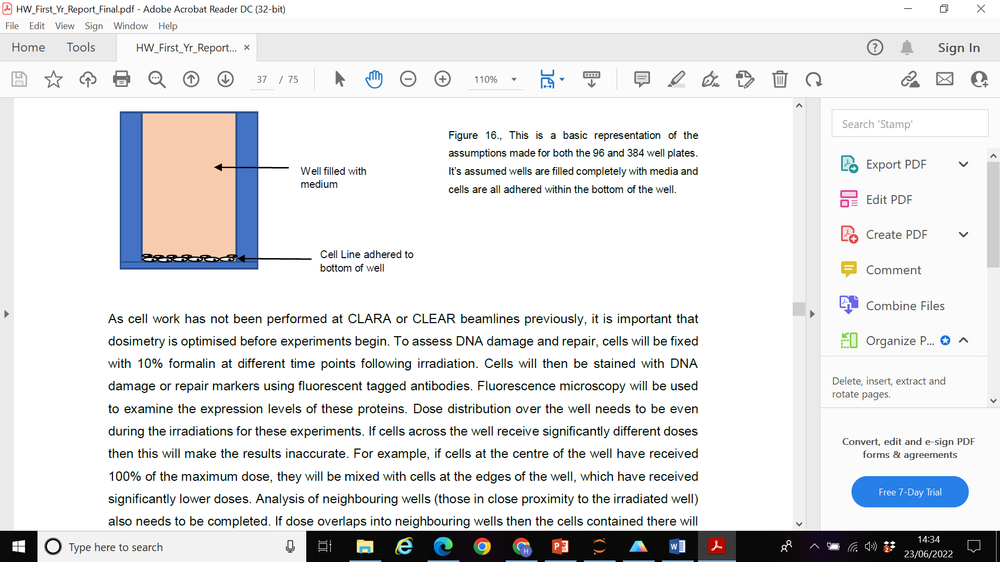 HW_First_Yr_Report_Final.pdf - Adobe Acrobat Reader DC (32-bit)
File Edit View Sign Window Help
Home Tools HW_First_Yr_Report... × Sign In
37 / 75 110%
Well filled with
medium
Cell Line adhered to
bottom of well
Figure 16., This is a basic representation of the
assumptions made for both the 96 and 384 well plates.
It's assumed wells are filled completely with media and
cells are all adhered within the bottom of the well.
As cell work has not been performed at CLARA or CLEAR beamlines previously, it is important that
dosimetry is optimised before experiments begin. To assess DNA damage and repair, cells will be fixed
with 10% formalin at different time points following irradiation. Cells will then be stained with DNA
damage or repair markers using fluorescent tagged antibodies. Fluorescence microscopy will be used
to examine the expression levels of these proteins. Dose distribution over the well needs to be even
during the irradiations for these experiments. If cells across the well receive significantly different doses
then this will make the results inaccurate. For example, if cells at the centre of the well have received
100% of the maximum dose, they will be mixed with cells at the edges of the well, which have received
significantly lower doses. Analysis of neighbouring wells (those in close proximity to the irradiated well)
also needs to be completed. If dose overlaps into neighbouring wells then the cells contained there will
Search 'Stamp'
Export PDF
Edit PDF
Create PDF
Comment
Combine Files
Organize P...
Delete, insert, extract and
rotate pages.
Convert, edit and e-sign PDF
forms & agreements
Free 7-Day Trial
Type here to search
14:34
23/06/2022